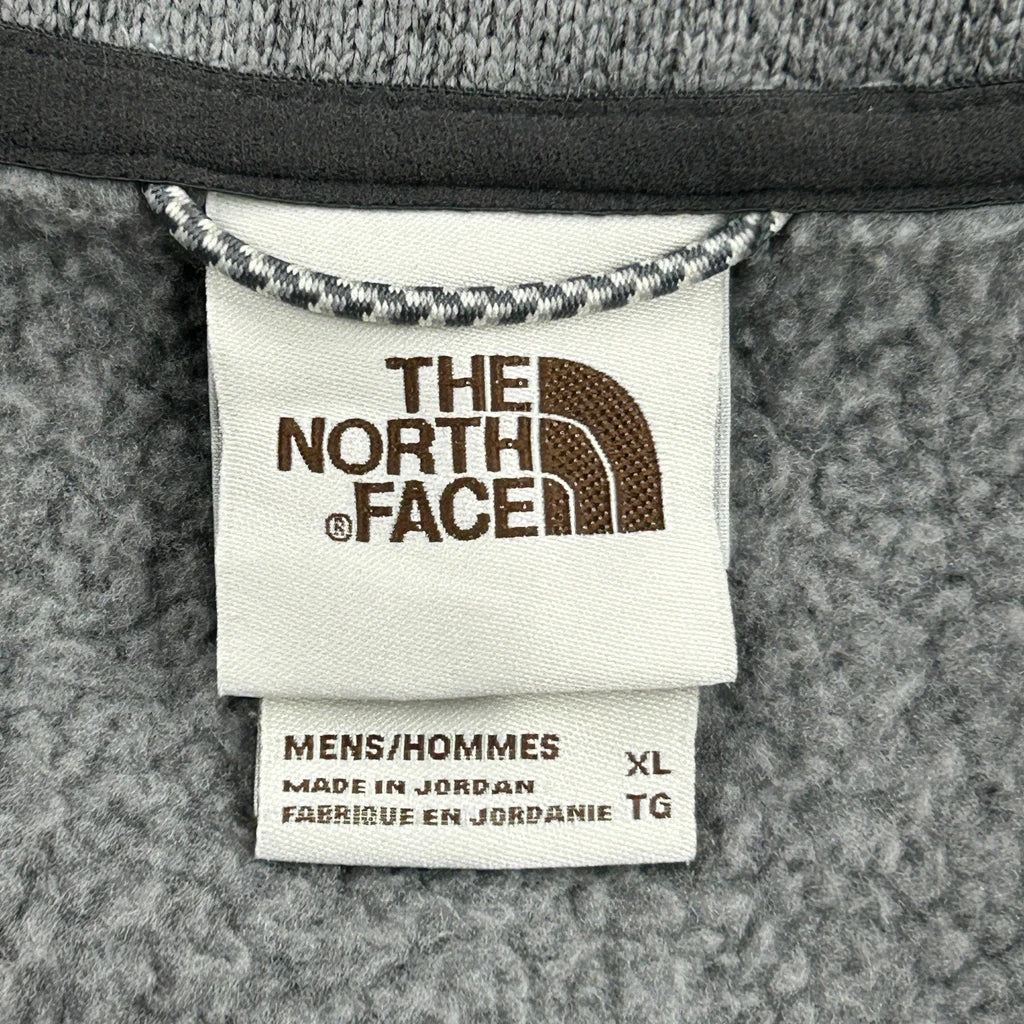 THE
NORTH
®FACE
MENS/HOMMES
XL
MADE IN JORDAN
FABRIQUE EN JORDANIE
TG